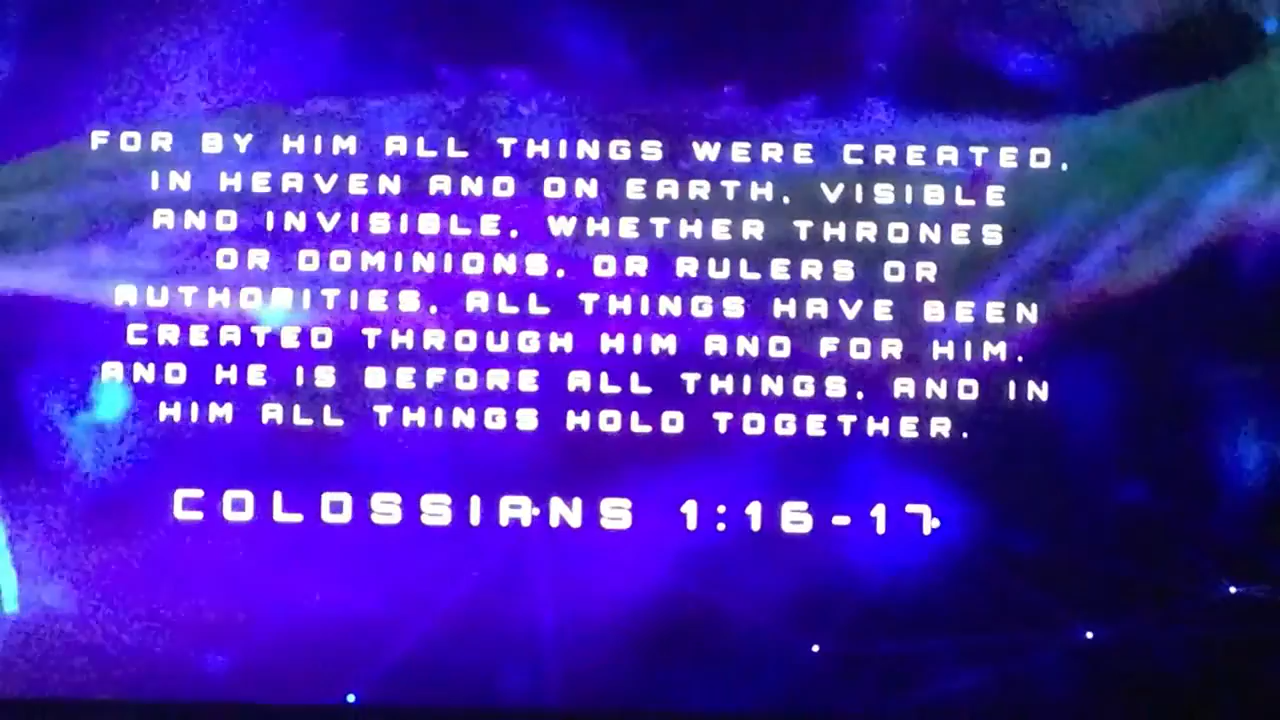 FOR BY HIM ALL THINGS WERE CREATED,
IN HEAVEN AND ON EARTH, VISIBLE
AND INVISIBLE, WHETHER THRONES
OR DOMINIONS, OR RULERS OR
AUTHORITIES, ALL THINGS HAVE BEEN
CREATED THROUGH HIM AND FOR HIM.
AND HE IS BEFORE ALL THINGS, AND IN
HIM ALL THINGS HOLD TOGETHER.
COLOSSIANS 1:16-17